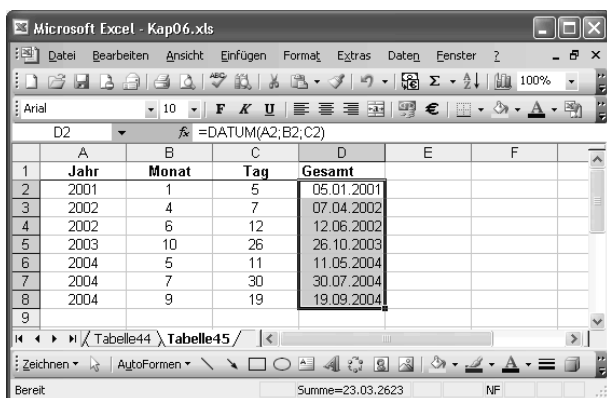 Microsoft Excel - Kap06.xls
Datei Bearbeiten Ansicht Einfügen Format Extras Daten Fenster ?
100%
Arial 10 F K U €
D2 fx =DATUM(A2;B2;C2)
A B C D E F
1 Jahr Monat Tag Gesamt
2 2001 1 5 05.01.2001
3 2002 4 7 07.04.2002
4 2002 6 12 12.06.2002
5 2003 10 26 26.10.2003
6 2004 5 11 11.05.2004
7 2004 7 30 30.07.2004
8 2004 9 19 19.09.2004
9
Tabelle44 Tabelle45
Zeichnen AutoFormen
Bereit Summe=23.03.2623 NF